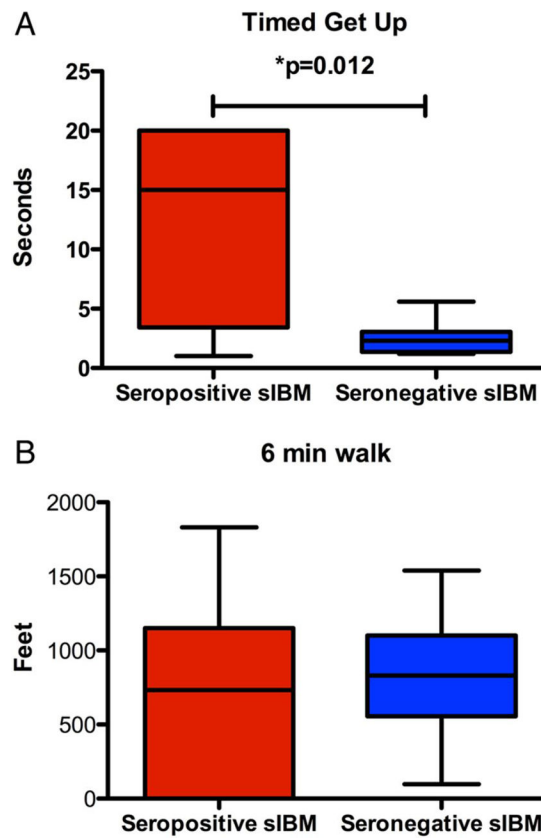 A
Timed Get Up
*p=0.012
25
20
15
10
5
0
Seconds
Seropositive sIBM Seronegative sIBM
B
6 min walk
2000
1500
1000
500
0
Feet
Seropositive sIBM Seronegative sIBM